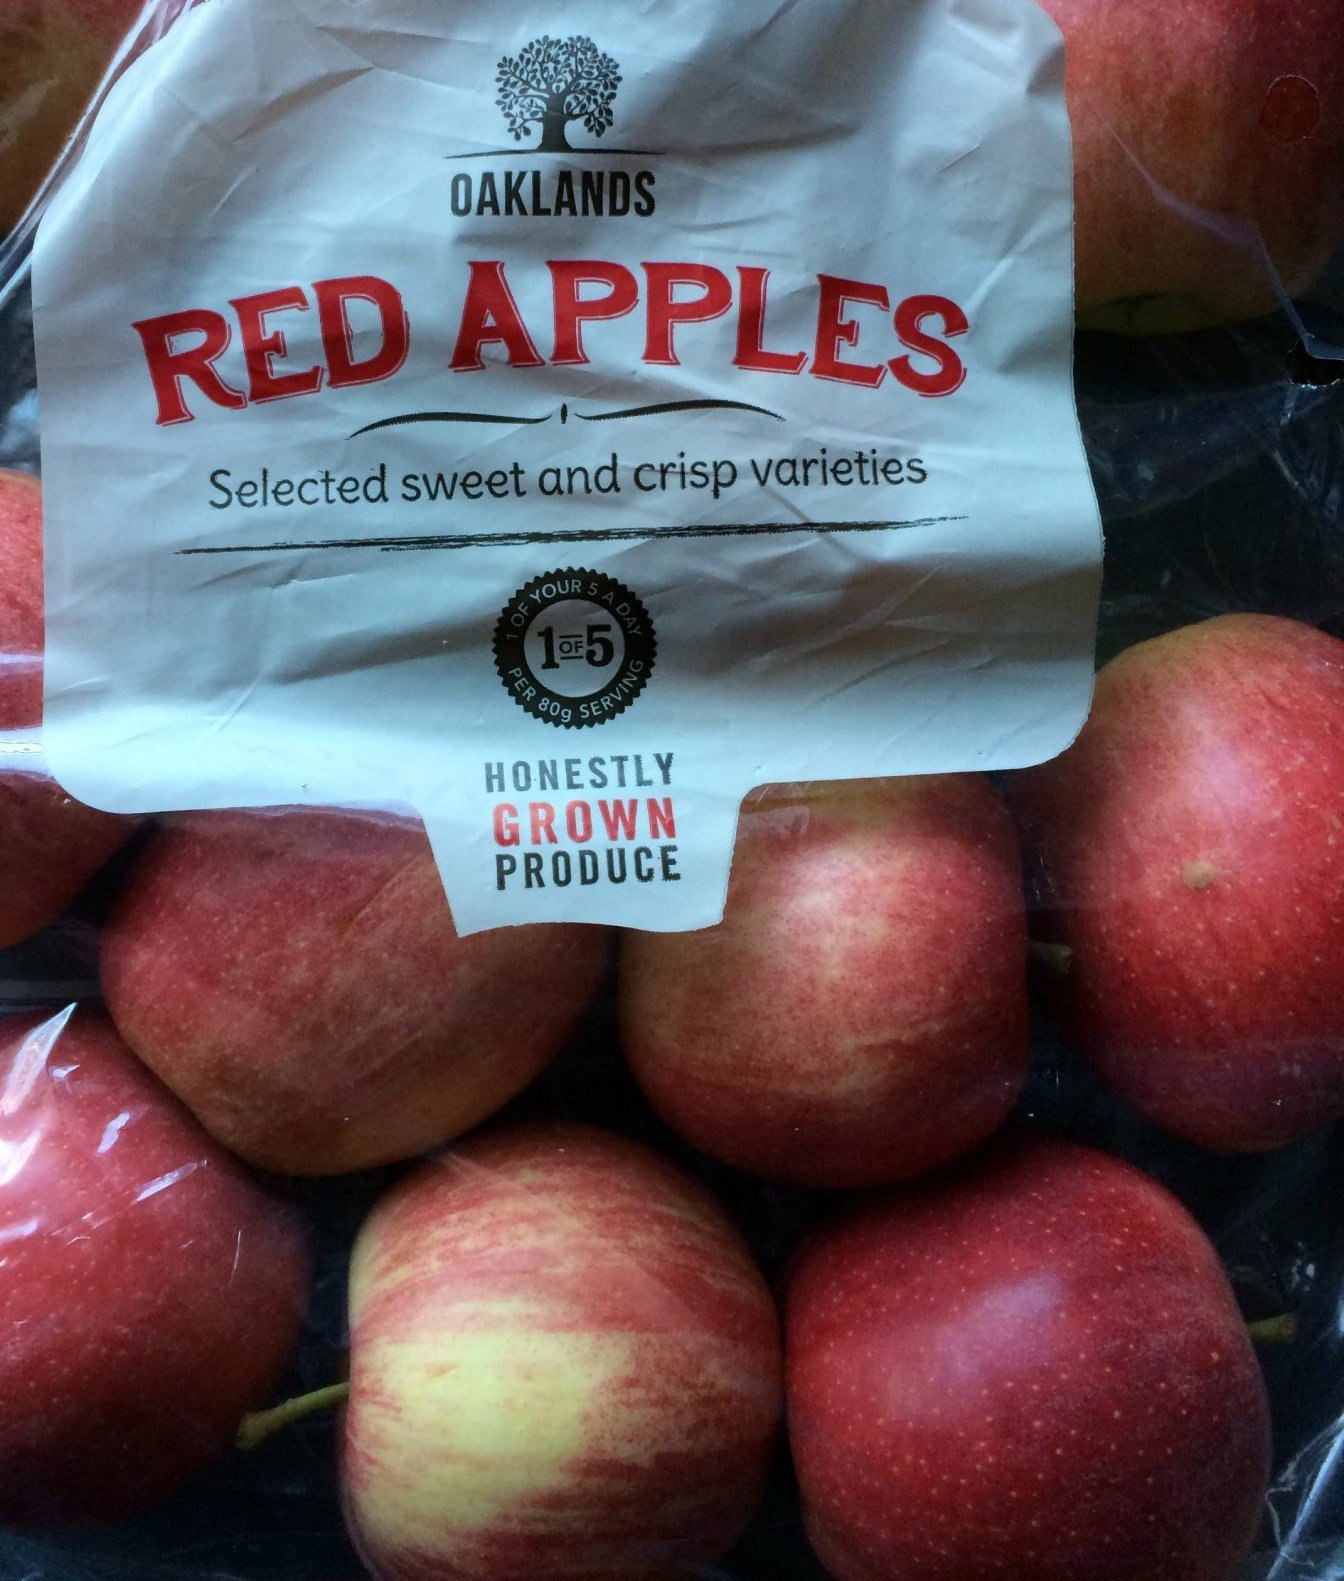 OAKLANDS
RED APPLES
Selected sweet and crisp varieties
1 OF YOUR 5 A DAY
1 OF 5
PER 80g SERVING
HONESTLY
GROWN
PRODUCE